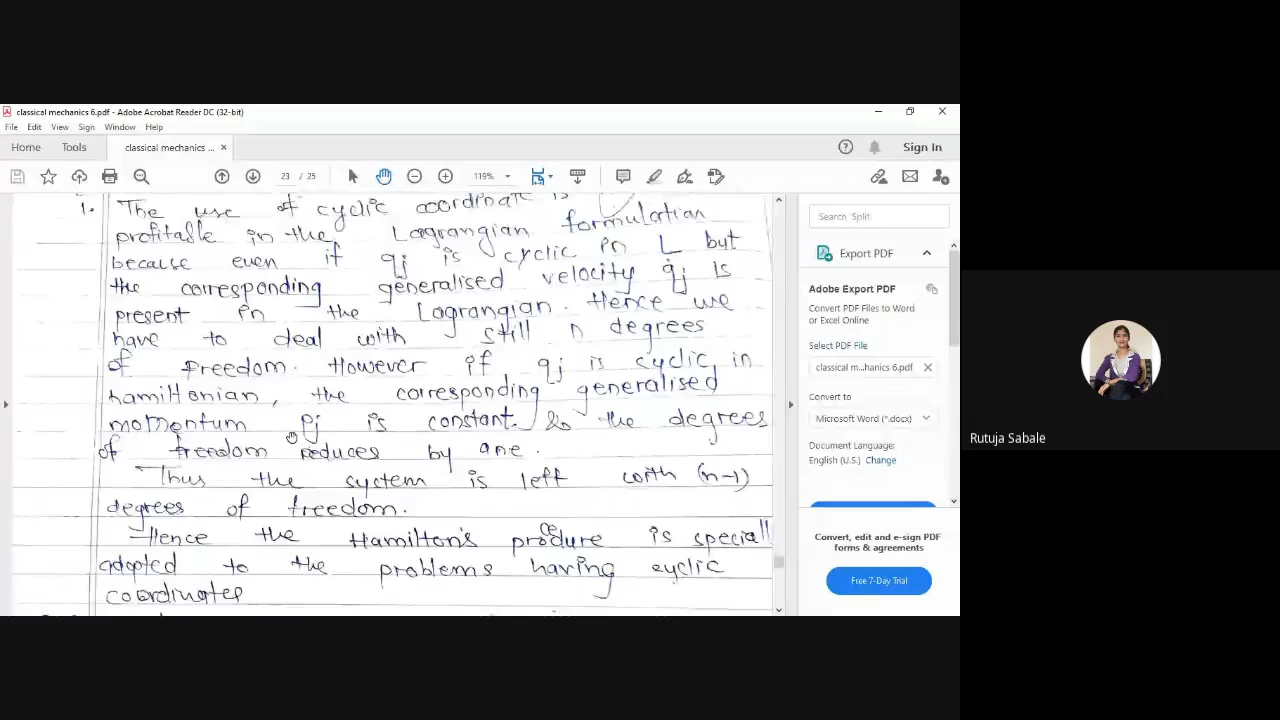 classical mechanics 6.pdf - Adobe Acrobat Reader DC (32-bit)
File Edit View Sign Window Help
Home Tools classical mechanics ... × Sign In
23 / 25 119%
1. The use of cyclic coordinate is
profitable in the Lagrangian formulation
because even if qj is cyclic in L but
the corresponding generalised velocity q̇j is
present in the Lagrangian. Hence we
have to deal with still n degrees
of freedom. However if qj is cyclic in
hamiltonian, the corresponding generalised
momentum Pj is constant. & the degrees
of freedom reduces by one.
Thus the system is left with (n-1)
degrees of freedom.
Hence the Hamilton's procedure is speciall
adopted to the problems having cyclic
coordinates
Search 'Split'
Export PDF
Adobe Export PDF
Convert PDF Files to Word
or Excel Online
Select PDF File
classical m...hanics 6.pdf
Convert to
Microsoft Word (*.docx)
Document Language:
English (U.S.) Change
Convert, edit and e-sign PDF
forms & agreements
Free 7-Day Trial
Rutuja Sabale